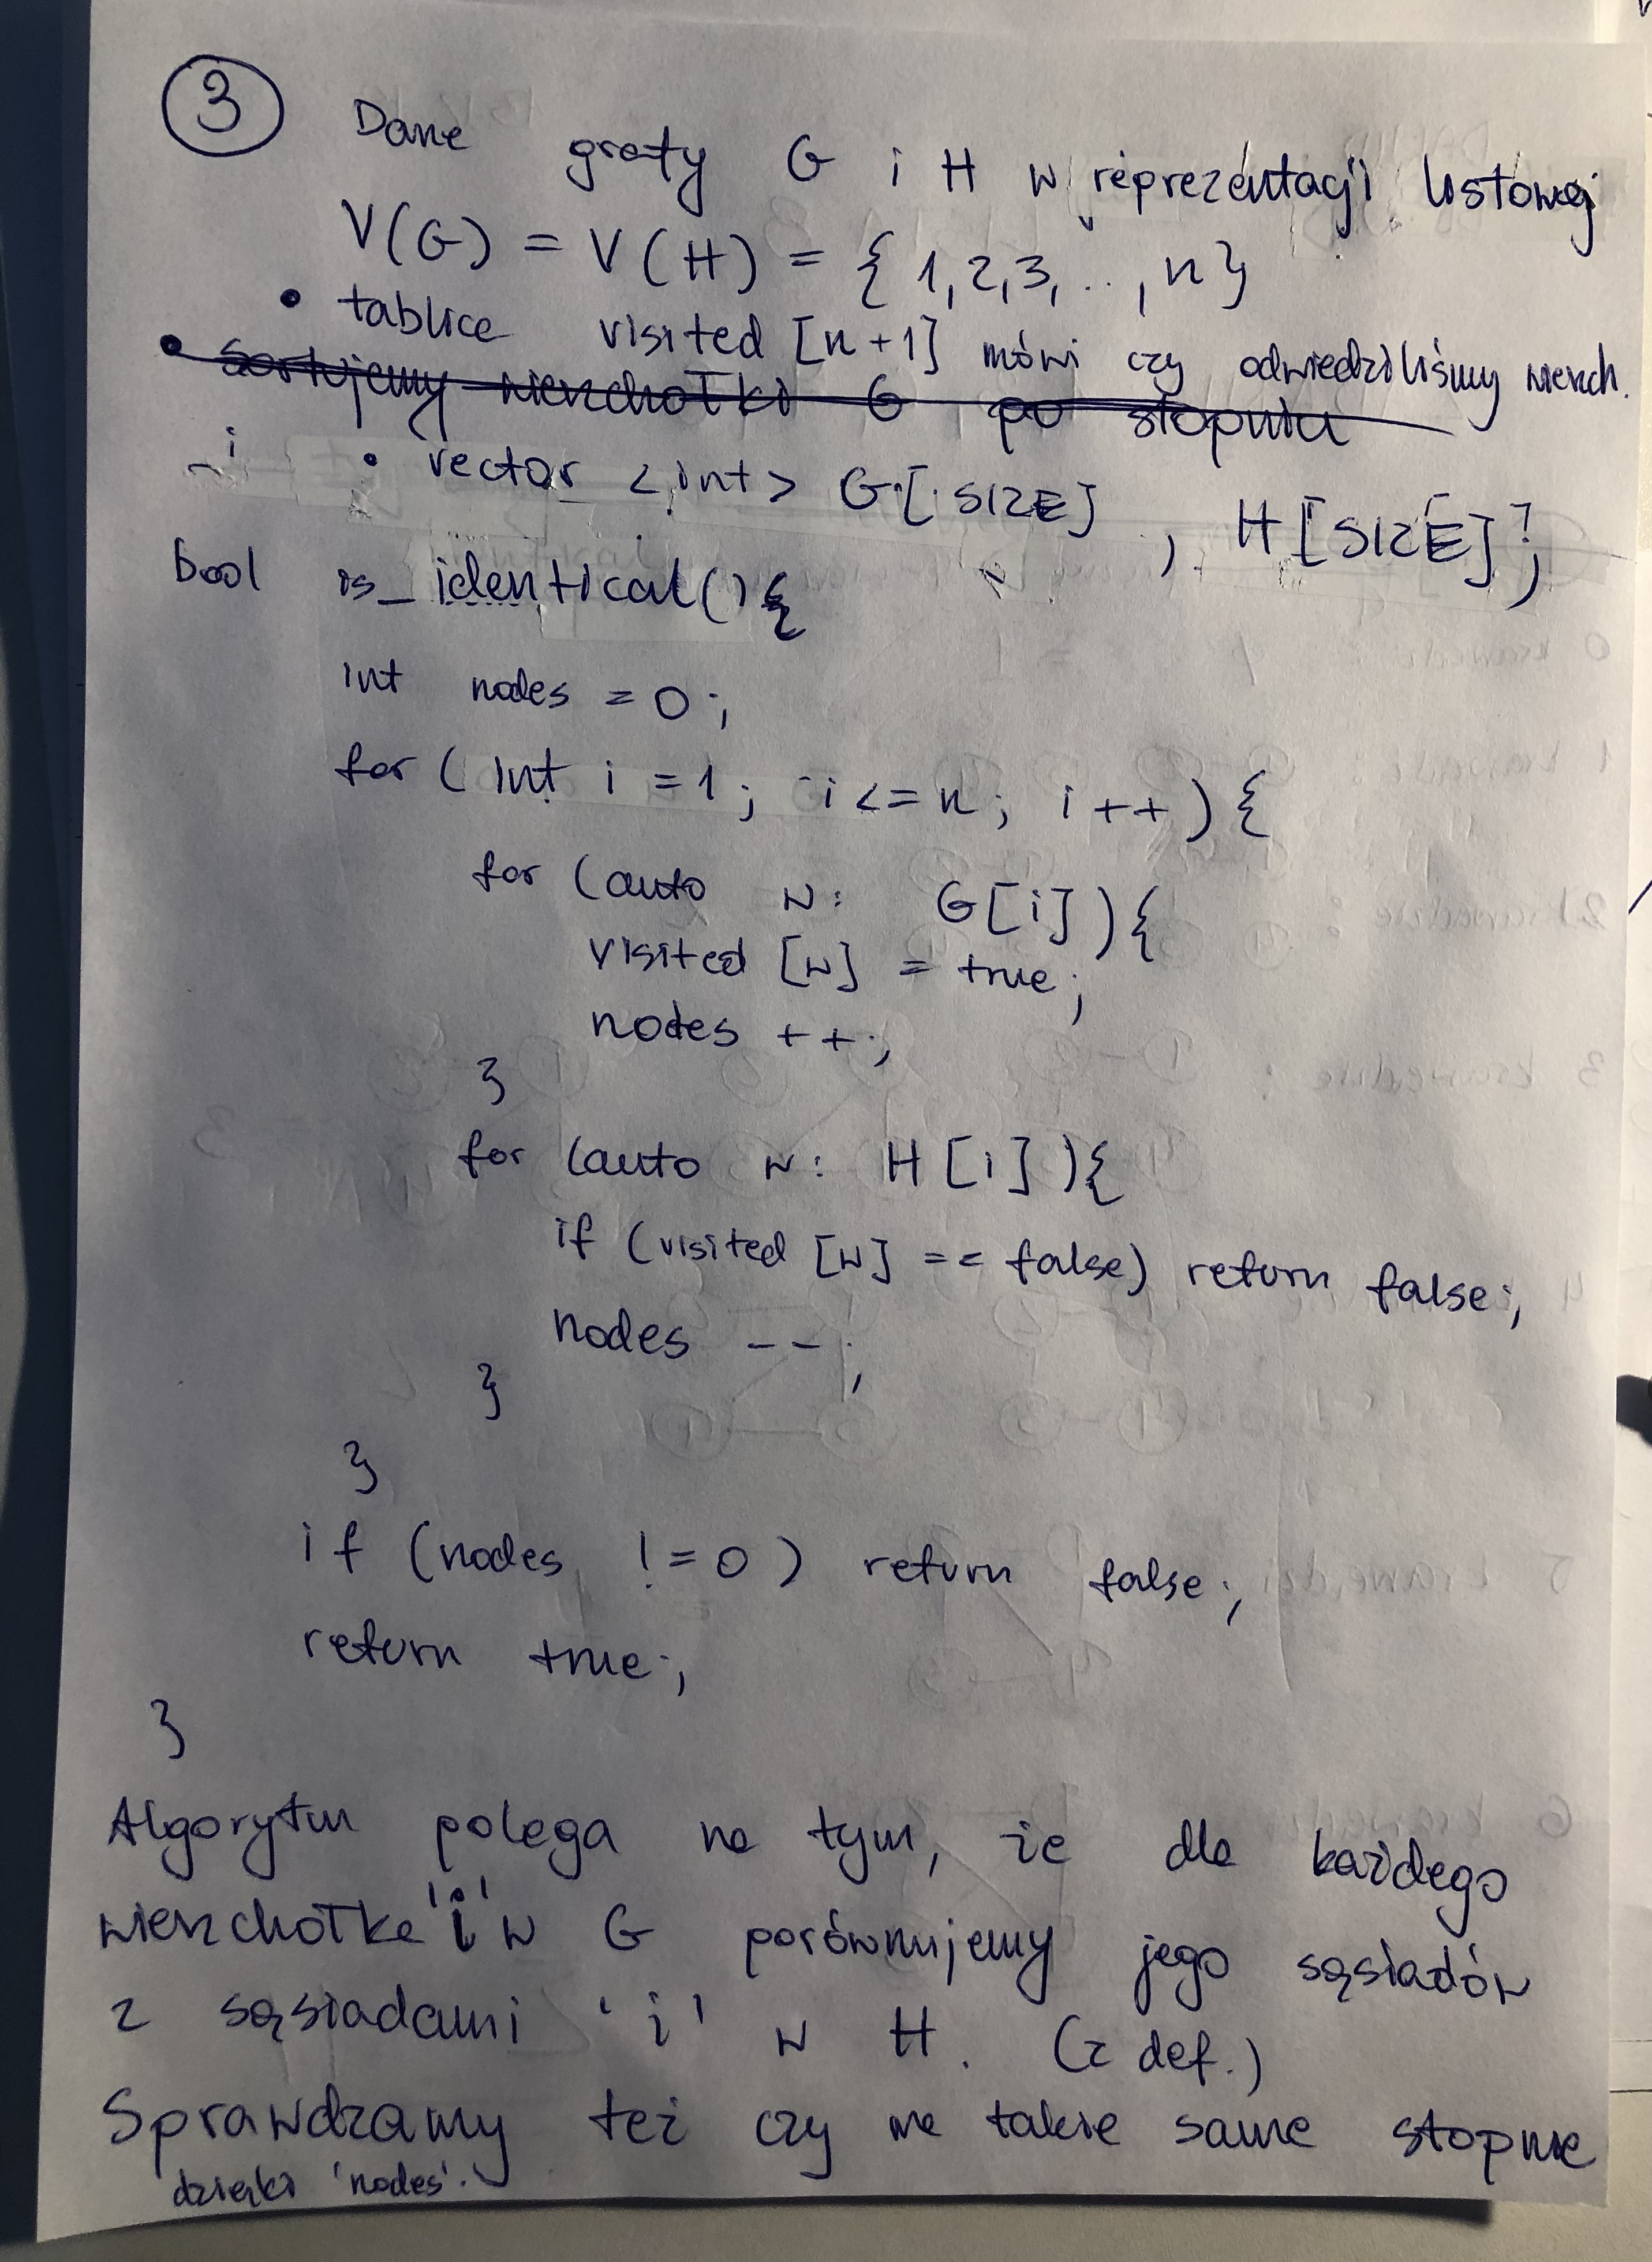 3 Dane grafy G i H w reprezentacji listowej
V(G) = V(H) = { 1,2,3,..,n}
• tablice visited [n+1] mówi czy odwiedziliśmy wierzch.
• sortujemy wierzchołki G po stopniu
• vector <int> G[SIZE], H[SIZE];
bool is_identical(){
int nodes = 0;
for ( int i = 1; i <= n; i ++ ) {
for (auto w: G[i]){
visited [w] = true;
nodes ++;
}
for (auto w: H[i]){
if (visited [w] == false) return false;
nodes --;
}
}
if (nodes != 0) return false;
return true;
}
Algorytm polega na tym, że dla każdego
wierzchołka 'i' w G porównujemy jego sąsiadów
z sąsiadami 'i' w H. (z def.)
Sprawdzamy też czy ma takie same stopnie
dzięki 'nodes'.